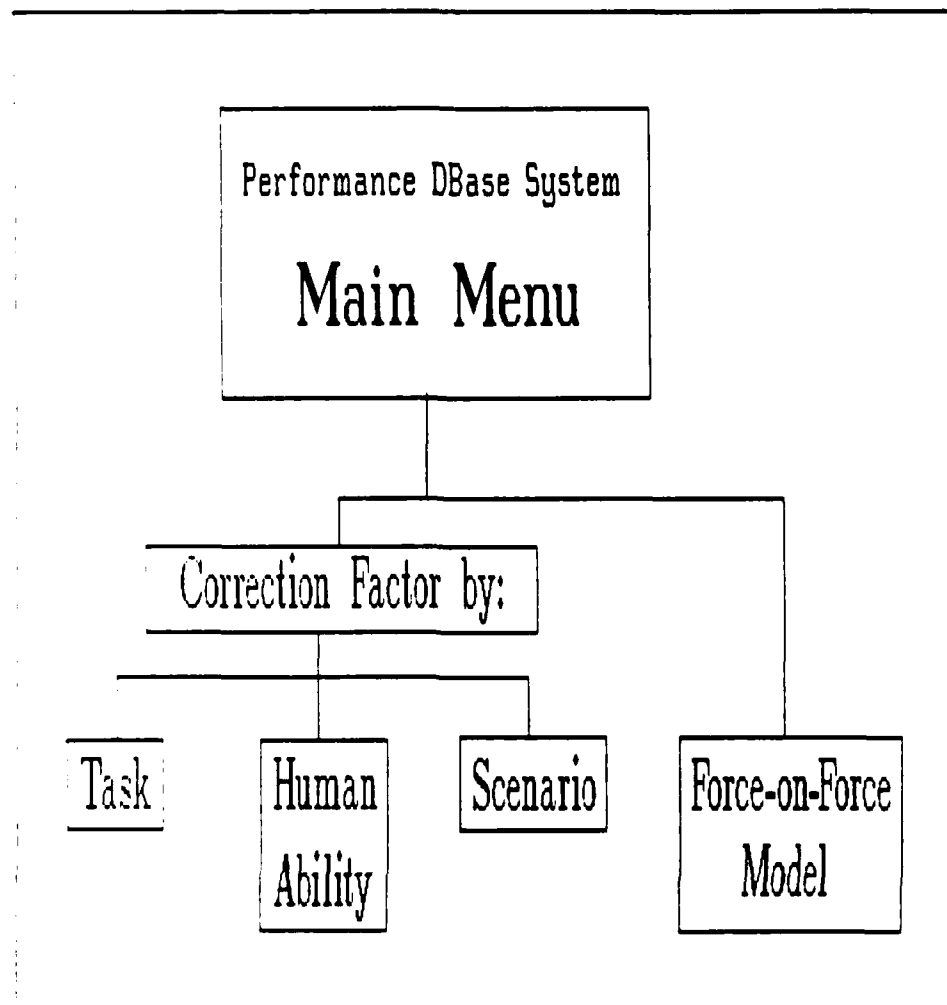 Performance DBase System
Main Menu
Correction Factor by:
Task
Human
Ability
Scenario
Force-on-Force
Model